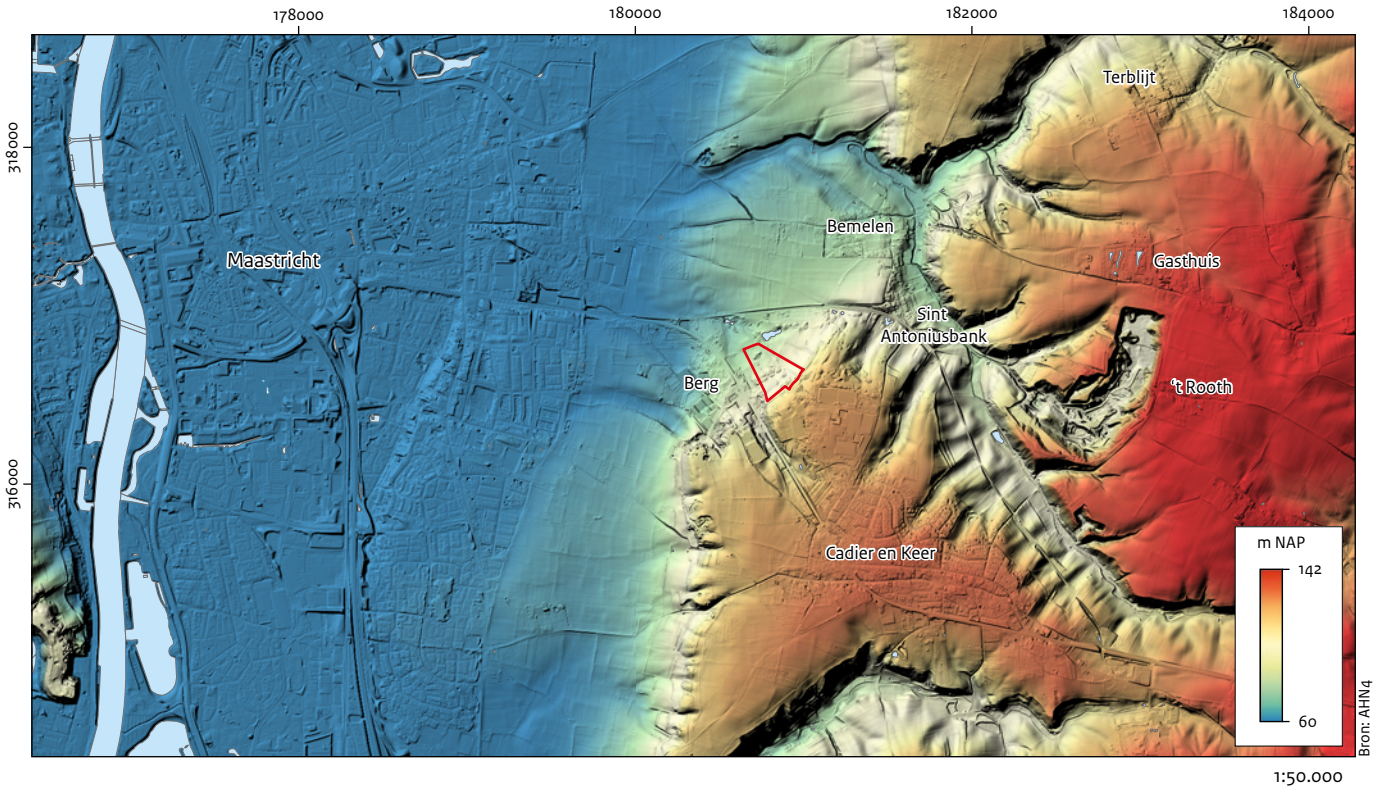 178000
180000
182000
184000
318000
316000
Terblijt
Bemelen
Maastricht
Gasthuis
Sint
Antoniusbank
Berg
't Rooth
Cadier en Keer
m NAP
142
60
Bron: AHN4
1:50.000